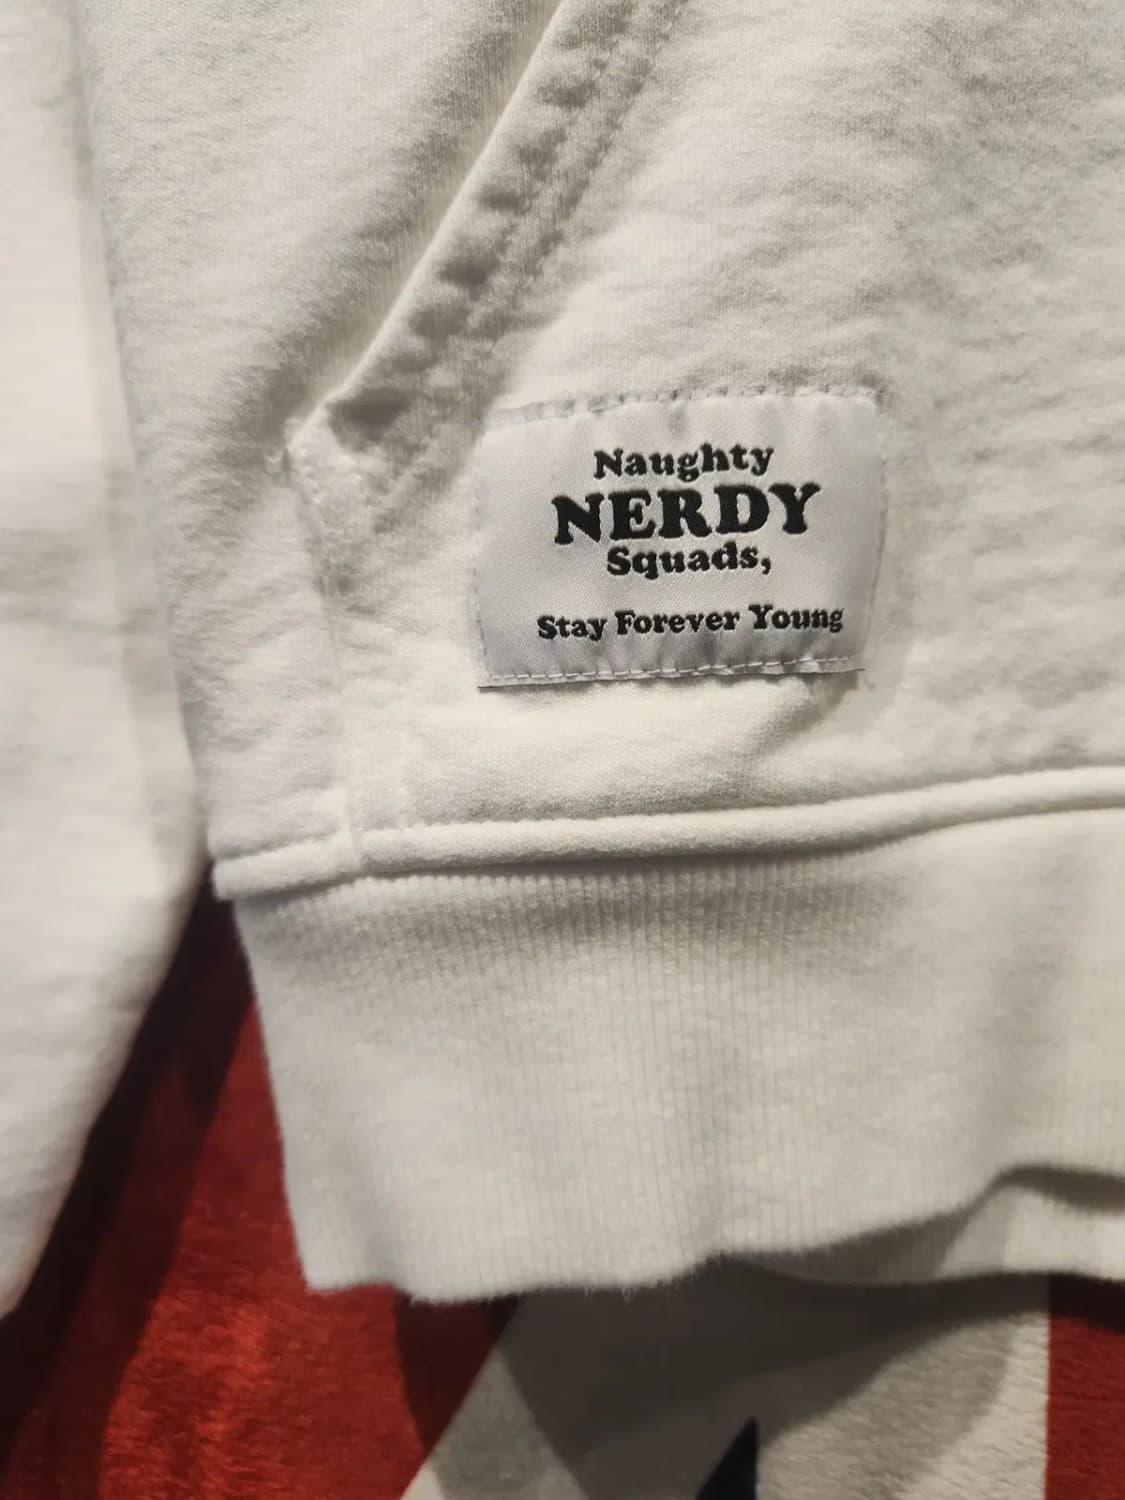 Naughty
NERDY
Squads,
Stay Forever Young